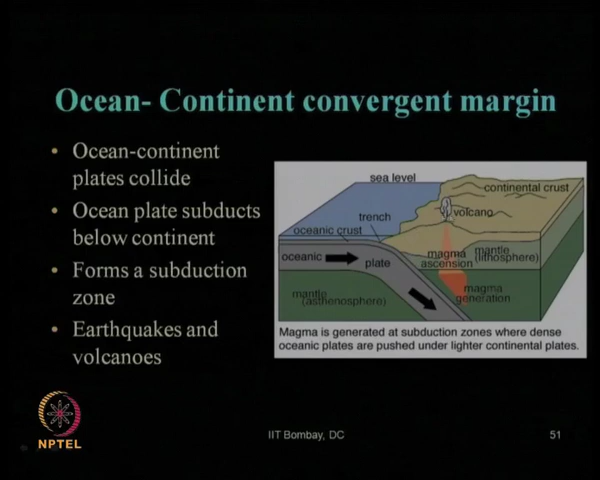 Ocean- Continent convergent margin
• Ocean-continent
plates collide
• Ocean plate subducts
below continent
• Forms a subduction
zone
• Earthquakes and
volcanoes
sea level
continental crust
trench
volcano
oceanic crust
oceanic
plate
magma
ascension
mantle
(lithosphere)
mantle
(asthenosphere)
magma
generation
Magma is generated at subduction zones where dense
oceanic plates are pushed under lighter continental plates.
NPTEL
IIT Bombay, DC
51